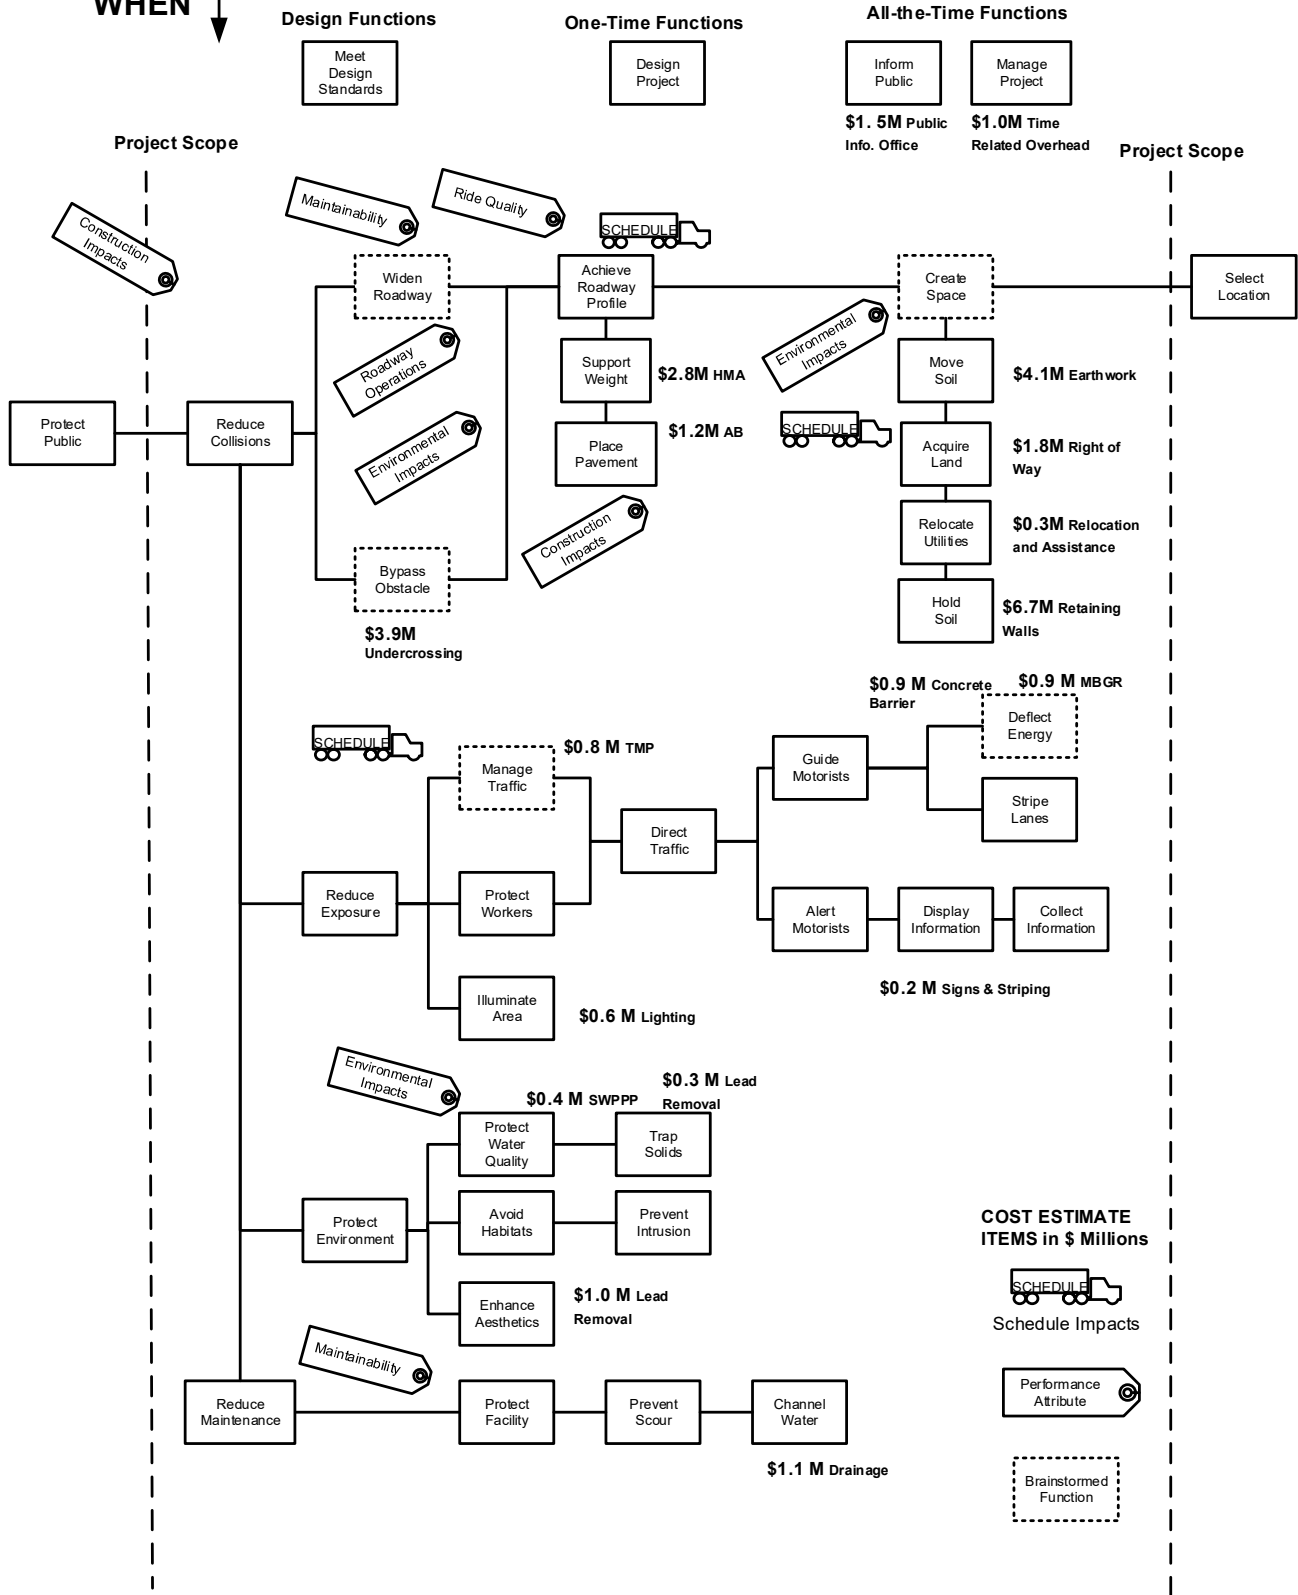 WHEN
Design Functions
One-Time Functions
All-the-Time Functions
Meet
Design
Standards
Design
Project
Inform
Public
Manage
Project
$1. 5M Public
Info. Office
$1.0M Time
Related Overhead
Project Scope
Project Scope
Construction
Impacts
Maintainability
Ride Quality
SCHEDULE
Widen
Roadway
Achieve
Roadway
Profile
Create
Space
Select
Location
Roadway
Operations
Environmental
Impacts
Support
Weight
$2.8M HMA
Move
Soil
$4.1M Earthwork
Protect
Public
Reduce
Collisions
Environmental
Impacts
Place
Pavement
$1.2M AB
SCHEDULE
Acquire
Land
$1.8M Right of
Way
Construction
Impacts
Relocate
Utilities
$0.3M Relocation
and Assistance
Bypass
Obstacle
$3.9M
Undercrossing
Hold
Soil
$6.7M Retaining
Walls
$0.9 M Concrete
Barrier
$0.9 M MBGR
Deflect
Energy
SCHEDULE
Manage
Traffic
$0.8 M TMP
Guide
Motorists
Stripe
Lanes
Direct
Traffic
Reduce
Exposure
Protect
Workers
Alert
Motorists
Display
Information
Collect
Information
$0.2 M Signs & Striping
Illuminate
Area
$0.6 M Lighting
Environmental
Impacts
$0.4 M SWPPP
$0.3 M Lead
Removal
Protect
Water
Quality
Trap
Solids
Protect
Environment
Avoid
Habitats
Prevent
Intrusion
Enhance
Aesthetics
$1.0 M Lead
Removal
COST ESTIMATE
ITEMS in $ Millions
SCHEDULE
Schedule Impacts
Maintainability
Reduce
Maintenance
Protect
Facility
Prevent
Scour
Channel
Water
$1.1 M Drainage
Performance
Attribute
Brainstormed
Function